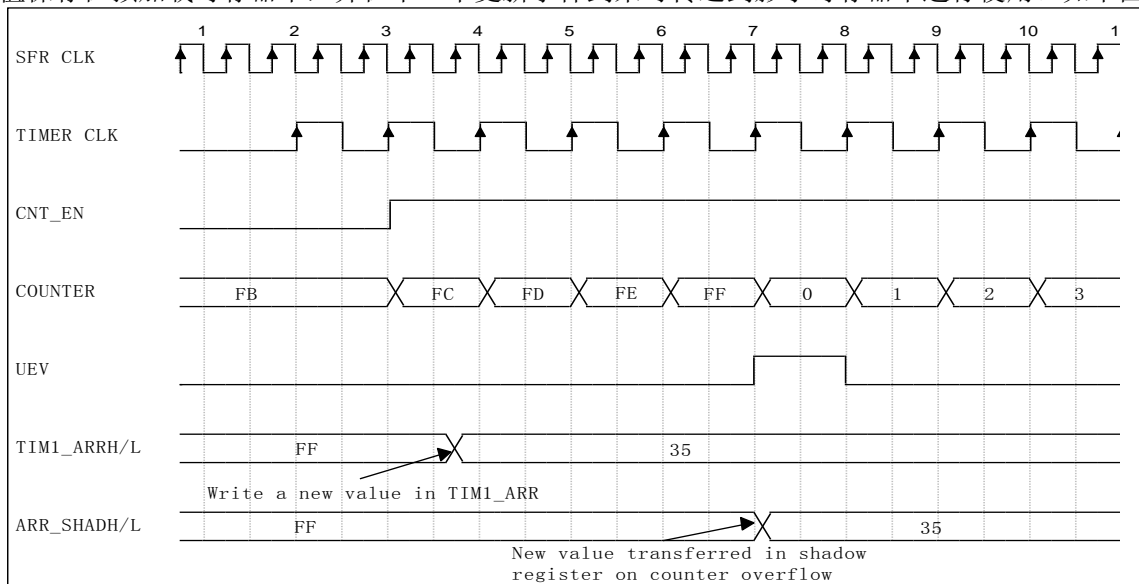 1 2 3 4 5 6 7 8 9 10 1
SFR CLK
TIMER CLK
CNT_EN
COUNTER FB FC FD FE FF 0 1 2 3
UEV
TIM1_ARRH/L FF 35
Write a new value in TIM1_ARR
ARR_SHADH/L FF 35
New value transferred in shadow
register on counter overflow